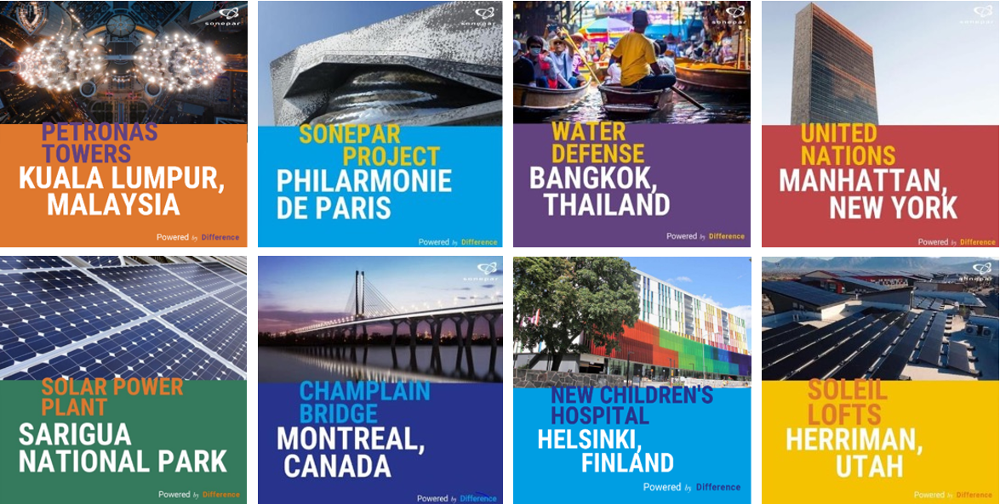 sonepar
PETRONAS
TOWERS
KUALA LUMPUR,
MALAYSIA
Powered by Difference
sonepar
SONEPAR
PROJECT
PHILARMONIE
DE PARIS
Powered by Difference
sonepar
WATER
DEFENSE
BANGKOK,
THAILAND
Powered by Difference
sonepar
UNITED
NATIONS
MANHATTAN,
NEW YORK
Powered by Difference
SOLAR POWER
PLANT
SARIGUA
NATIONAL PARK
Powered by Difference
sonepar
CHAMPLAIN
BRIDGE
MONTREAL,
CANADA
Powered by Difference
NEW CHILDREN'S
HOSPITAL
HELSINKI,
FINLAND
Powered by Difference
sonepar
SOLEIL
LOFTS
HERRIMAN,
UTAH
Powered by Difference